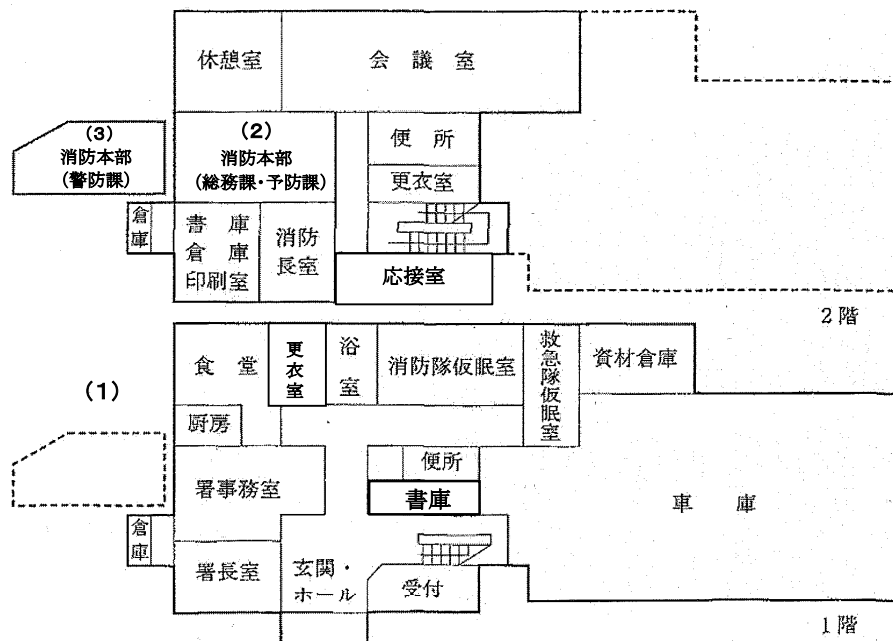 休憩室
会議室
(3)
消防本部
(警防課)
(2)
消防本部
(総務課・予防課)
便所
更衣室
倉庫
書庫
倉庫
印刷室
消防
長室
応接室
2階
食堂
更衣室
浴室
消防隊仮眠室
救急隊仮眠室
資材倉庫
(1)
厨房
便所
署事務室
書庫
車庫
倉庫
署長室
玄関・
ホール
受付
1階